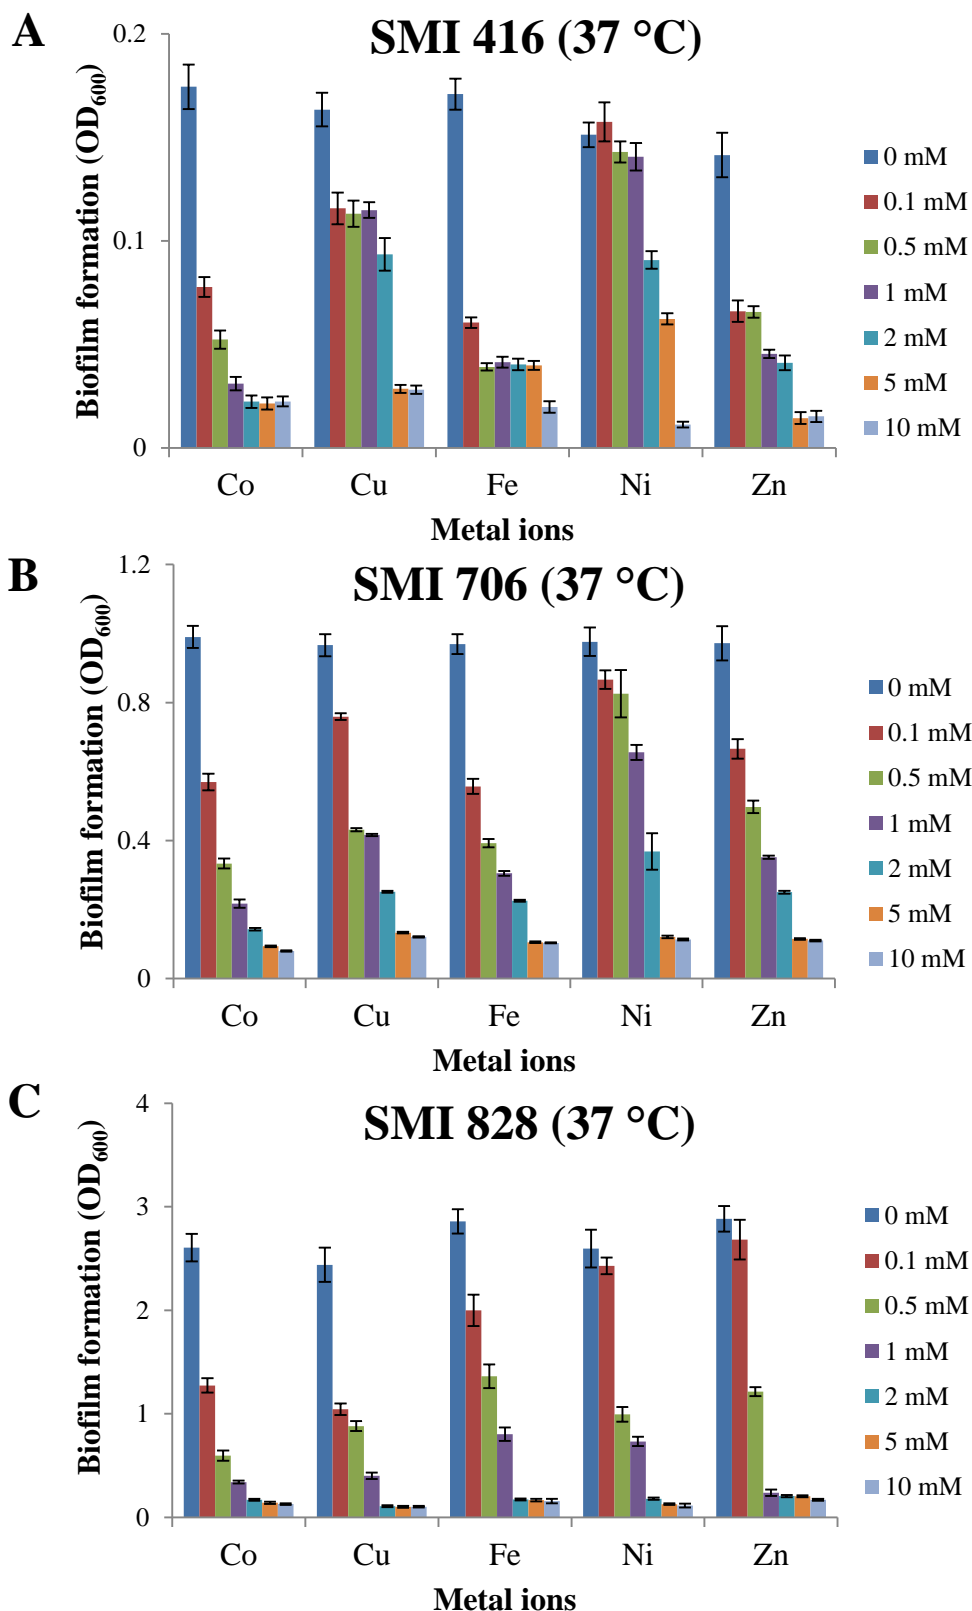 A
SMI 416 (37 °C)
Biofilm formation (OD600)
0.2
0.1
0
Co Cu Fe Ni Zn
Metal ions
0 mM
0.1 mM
0.5 mM
1 mM
2 mM
5 mM
10 mM
B
SMI 706 (37 °C)
Biofilm formation (OD600)
1.2
0.8
0.4
0
Co Cu Fe Ni Zn
Metal ions
0 mM
0.1 mM
0.5 mM
1 mM
2 mM
5 mM
10 mM
C
SMI 828 (37 °C)
Biofilm formation (OD600)
4
3
2
1
0
Co Cu Fe Ni Zn
Metal ions
0 mM
0.1 mM
0.5 mM
1 mM
2 mM
5 mM
10 mM